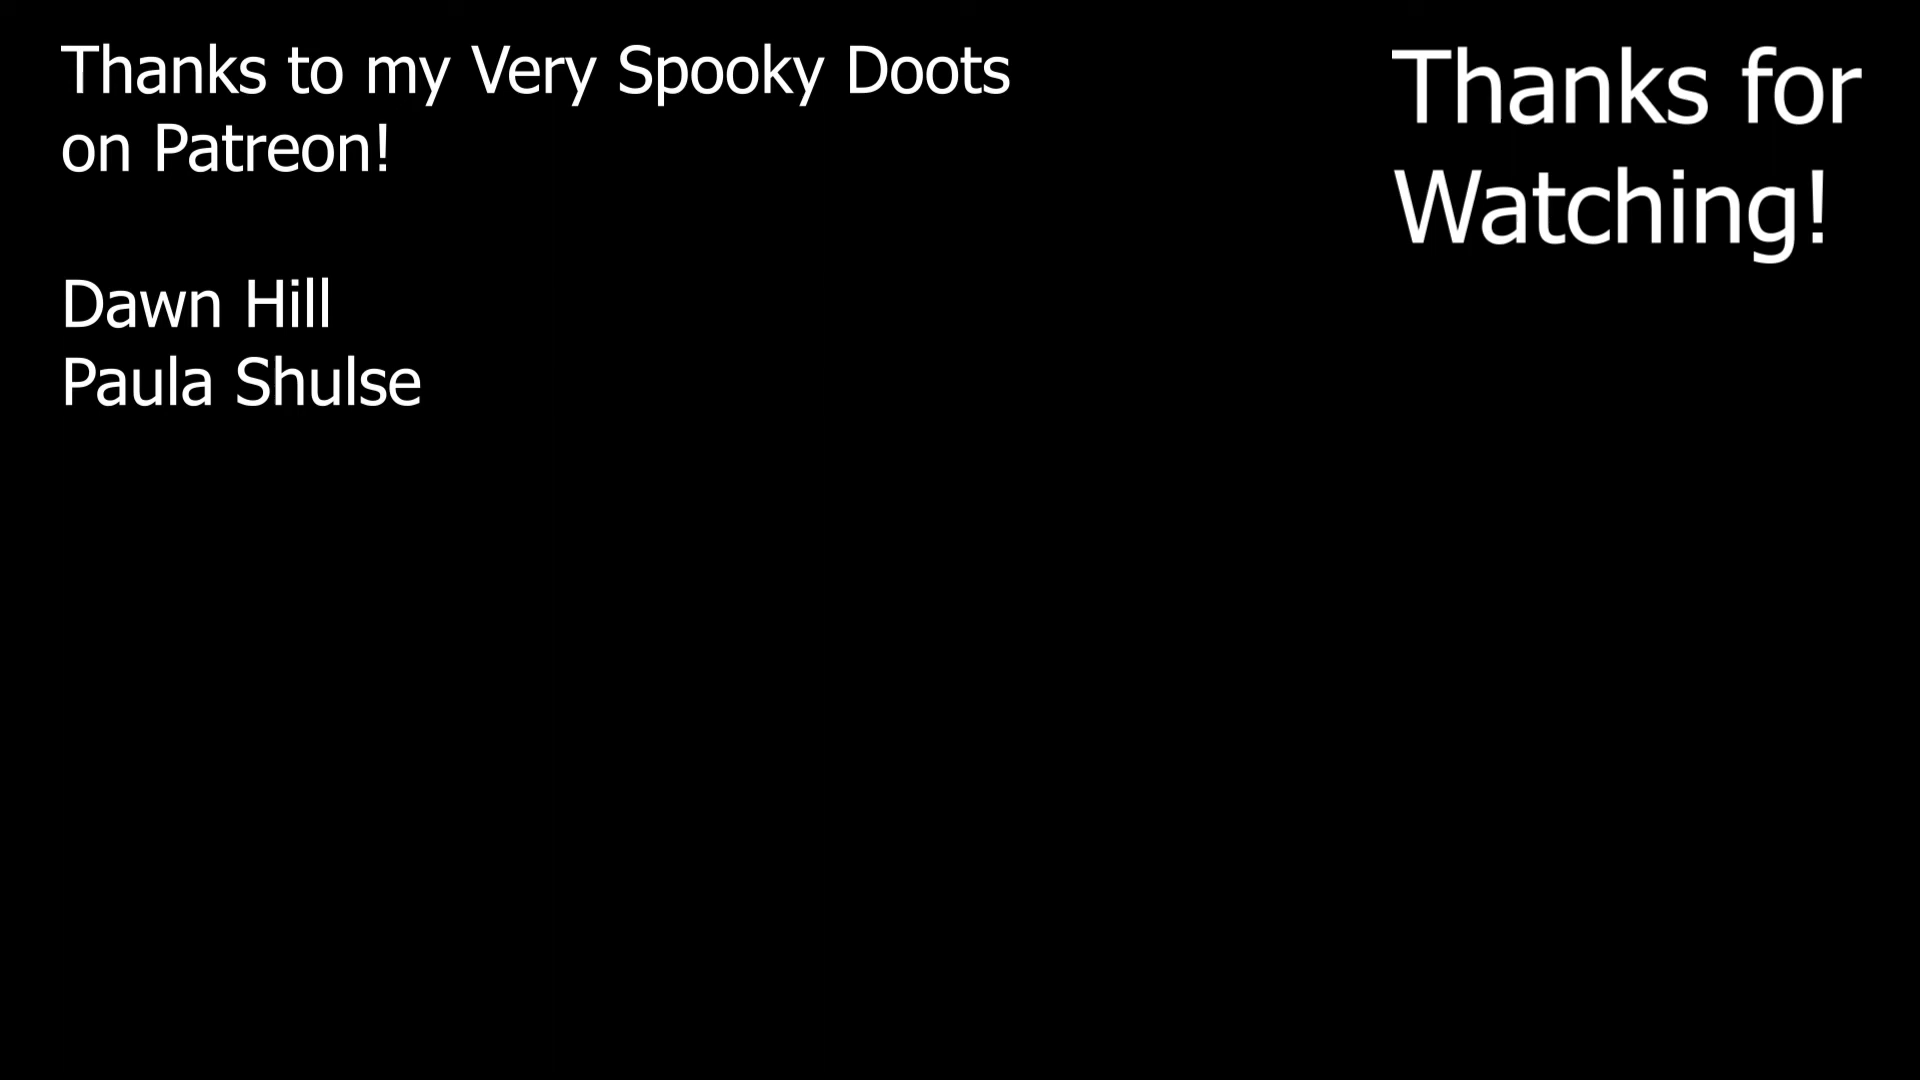 Thanks to my Very Spooky Doots
on Patreon!
Dawn Hill
Paula Shulse
Thanks for
Watching!